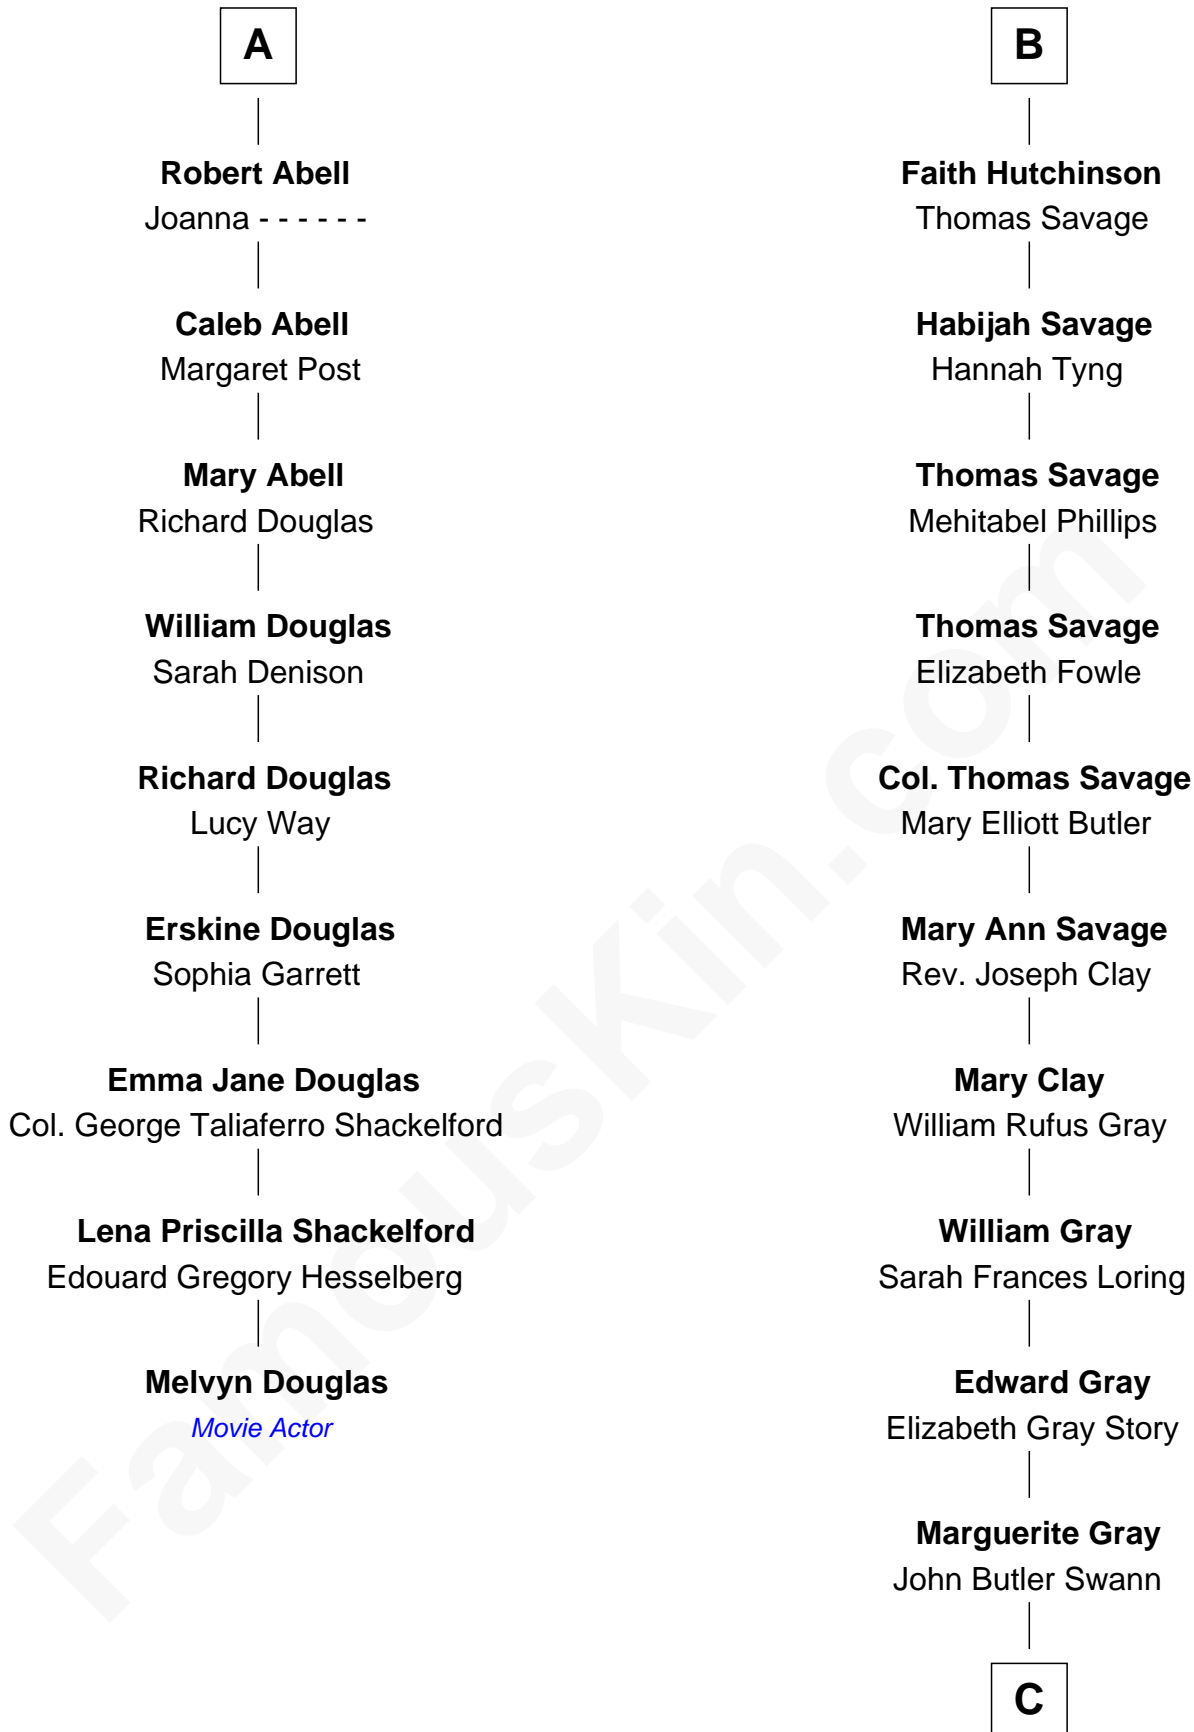 A
Robert Abell
Joanna - - - - - -
Caleb Abell
Margaret Post
Mary Abell
Richard Douglas
William Douglas
Sarah Denison
Richard Douglas
Lucy Way
Erskine Douglas
Sophia Garrett
Emma Jane Douglas
Col. George Taliaferro Shackelford
Lena Priscilla Shackelford
Edouard Gregory Hesselberg
Melvyn Douglas
Movie Actor
B
Faith Hutchinson
Thomas Savage
Habijah Savage
Hannah Tyng
Thomas Savage
Mehitabel Phillips
Thomas Savage
Elizabeth Fowle
Col. Thomas Savage
Mary Elliott Butler
Mary Ann Savage
Rev. Joseph Clay
Mary Clay
William Rufus Gray
William Gray
Sarah Frances Loring
Edward Gray
Elizabeth Gray Story
Marguerite Gray
John Butler Swann
C
FamousKin.com